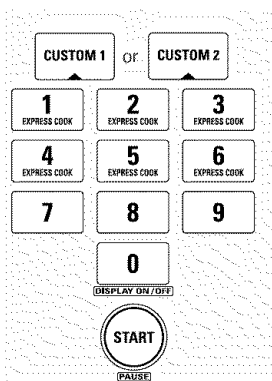 CUSTOM 1 or CUSTOM 2
1 2 3
EXPRESS COOK EXPRESS COOK EXPRESS COOK
4 5 6
EXPRESS COOK EXPRESS COOK EXPRESS COOK
7 8 9
0
DISPLAY ON/OFF
START
PAUSE